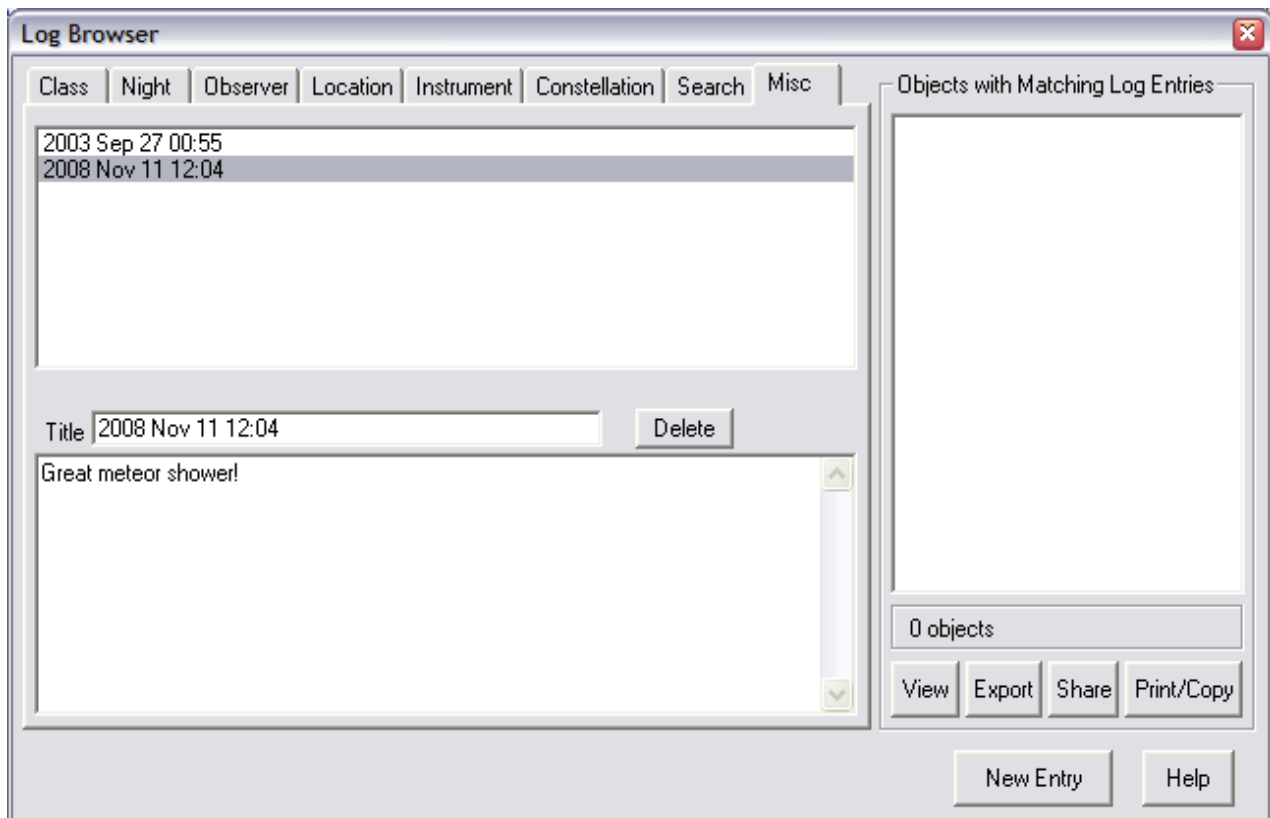 Log Browser
Class Night Observer Location Instrument Constellation Search Misc
2003 Sep 27 00:55
2008 Nov 11 12:04
Title 2008 Nov 11 12:04 Delete
Great meteor shower!
Objects with Matching Log Entries
0 objects
View Export Share Print/Copy
New Entry Help